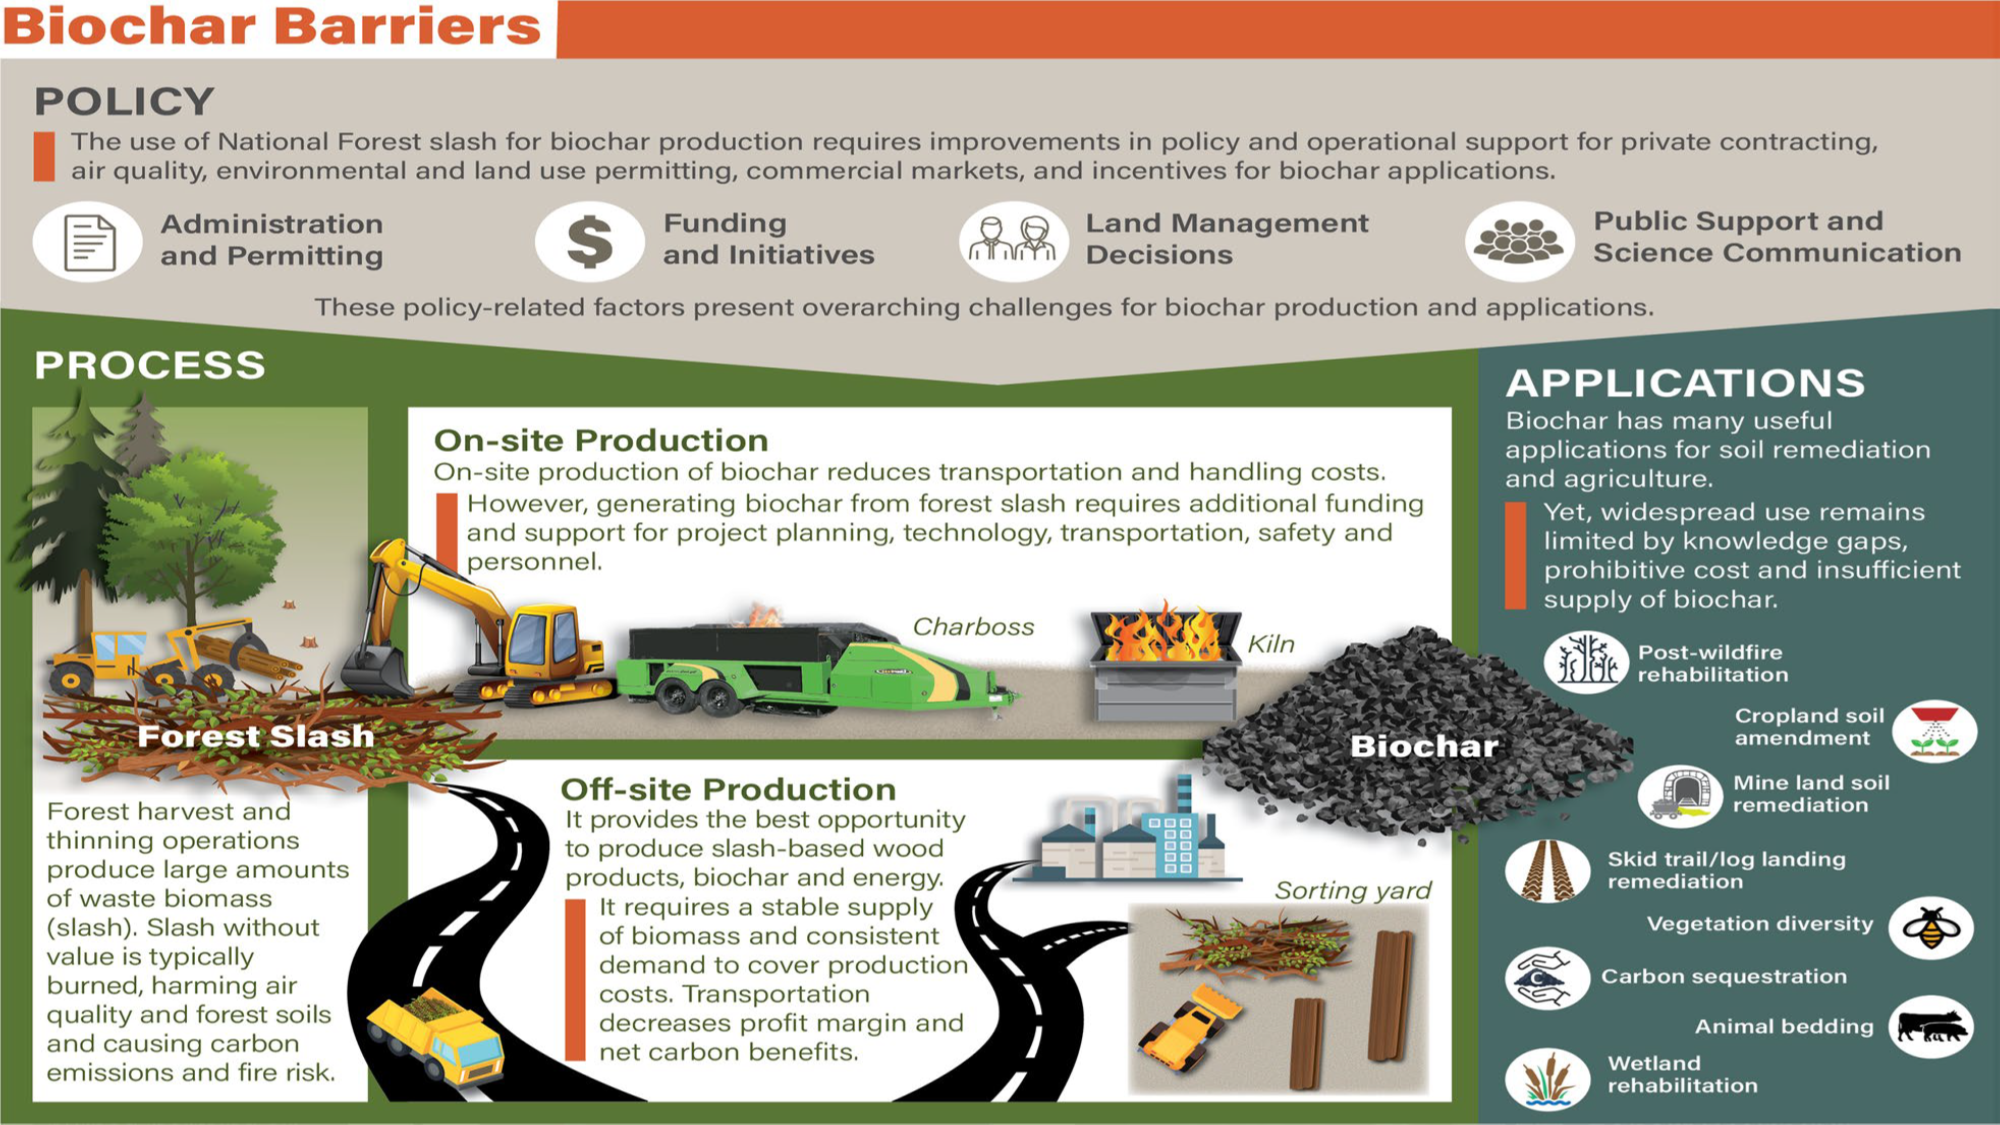 Biochar Barriers
POLICY
The use of National Forest slash for biochar production requires improvements in policy and operational support for private contracting,
air quality, environmental and land use permitting, commercial markets, and incentives for biochar applications.
Administration
and Permitting
Funding
and Initiatives
Land Management
Decisions
Public Support and
Science Communication
These policy-related factors present overarching challenges for biochar production and applications.
PROCESS
Forest Slash
Forest harvest and
thinning operations
produce large amounts
of waste biomass
(slash). Slash without
value is typically
burned, harming air
quality and forest soils
and causing carbon
emissions and fire risk.
On-site Production
On-site production of biochar reduces transportation and handling costs.
However, generating biochar from forest slash requires additional funding
and support for project planning, technology, transportation, safety and
personnel.
Charboss
Kiln
Biochar
Off-site Production
It provides the best opportunity
to produce slash-based wood
products, biochar and energy.
It requires a stable supply
of biomass and consistent
demand to cover production
costs. Transportation
decreases profit margin and
net carbon benefits.
Sorting yard
APPLICATIONS
Biochar has many useful
applications for soil remediation
and agriculture.
Yet, widespread use remains
limited by knowledge gaps,
prohibitive cost and insufficient
supply of biochar.
Post-wildfire
rehabilitation
Cropland soil
amendment
Mine land soil
remediation
Skid trail/log landing
remediation
Vegetation diversity
C
Carbon sequestration
Animal bedding
Wetland
rehabilitation